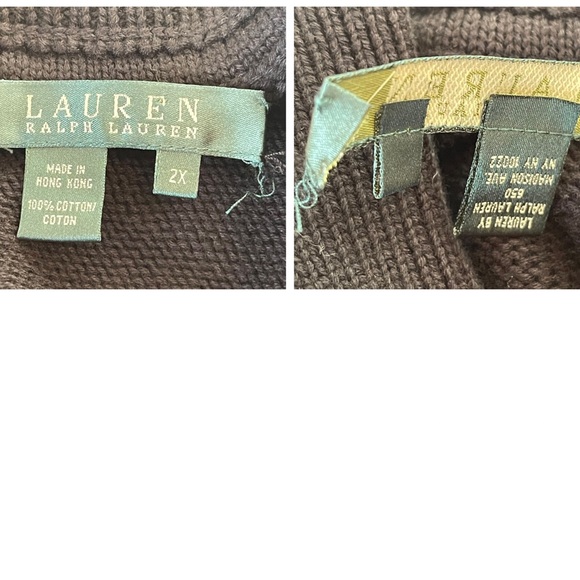 LAUREN
RALPH LAUREN
MADE IN
HONG KONG
100% COTTON/
COTON
2X
LAUREN BY
RALPH LAUREN
650
MADISON AVE.
NY NY 10022